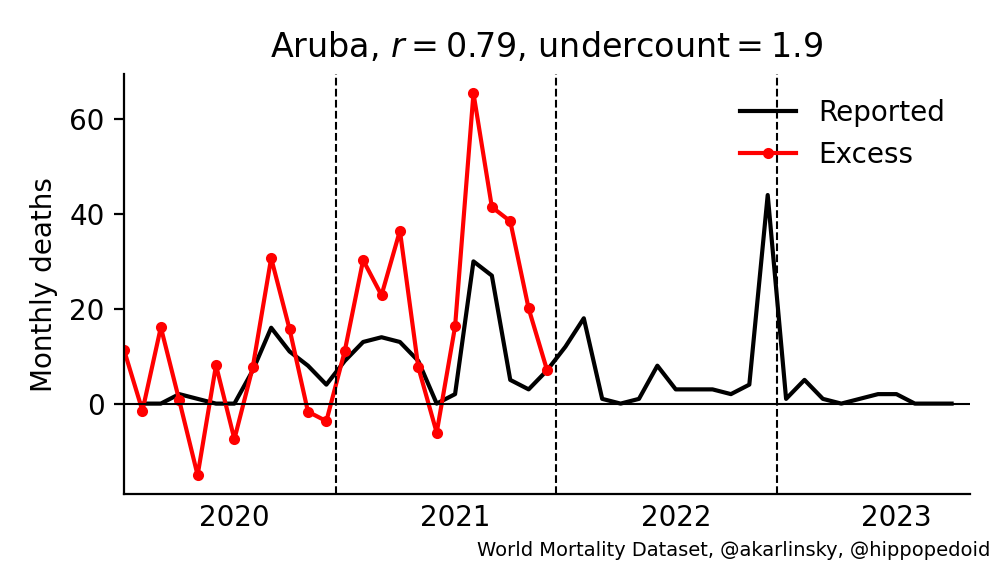 Aruba, r = 0.79, undercount = 1.9
Reported
Excess
Monthly deaths
60
40
20
0
2020 2021 2022 2023
World Mortality Dataset, @akarlinsky, @hippopedoid